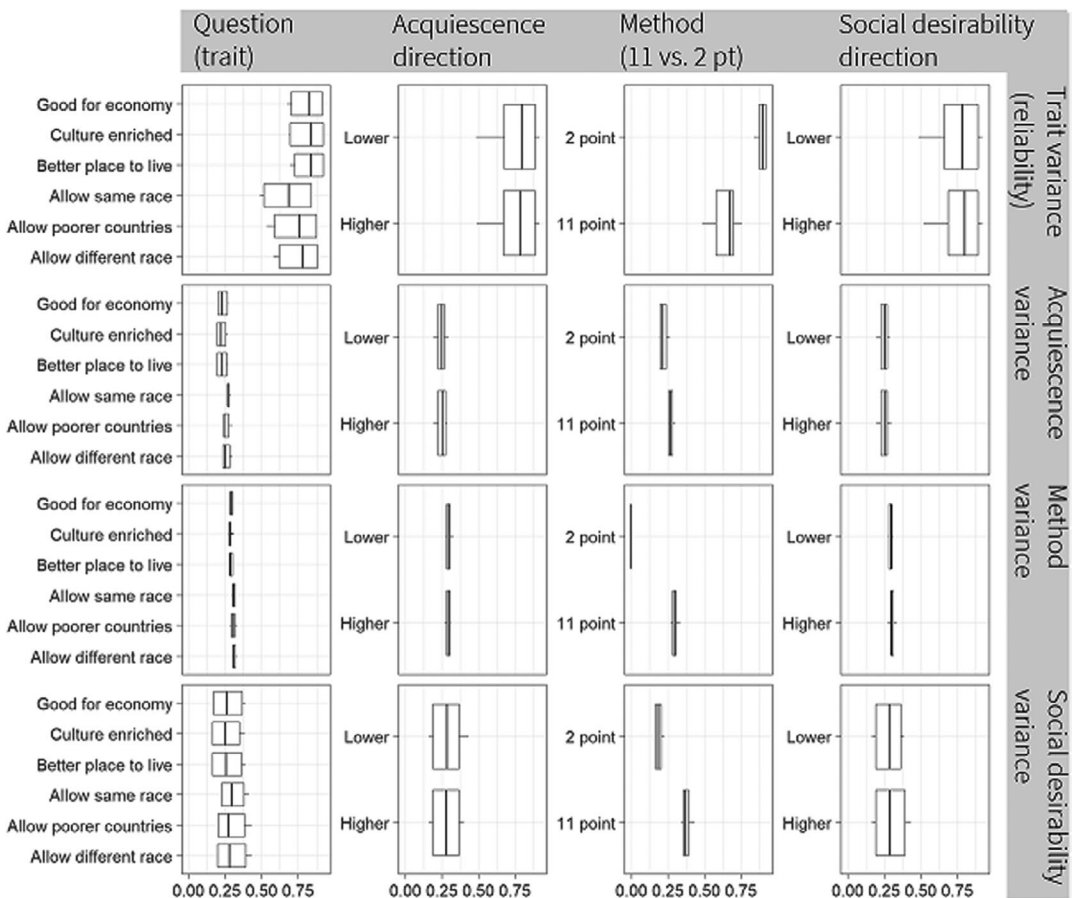 Question
(trait)
Acquiescence
direction
Method
(11 vs. 2 pt)
Social desirability
direction
Good for economy
Culture enriched
Better place to live
Allow same race
Allow poorer countries
Allow different race
Lower
Higher
2 point
11 point
Lower
Higher
Trait variance
(reliability)
Good for economy
Culture enriched
Better place to live
Allow same race
Allow poorer countries
Allow different race
Lower
Higher
2 point
11 point
Lower
Higher
Acquiescence
variance
Good for economy
Culture enriched
Better place to live
Allow same race
Allow poorer countries
Allow different race
Lower
Higher
2 point
11 point
Lower
Higher
Method
variance
Good for economy
Culture enriched
Better place to live
Allow same race
Allow poorer countries
Allow different race
Lower
Higher
2 point
11 point
Lower
Higher
Social desirability
variance
0.00 0.25 0.50 0.75
0.00 0.25 0.50 0.75
0.00 0.25 0.50 0.75
0.00 0.25 0.50 0.75